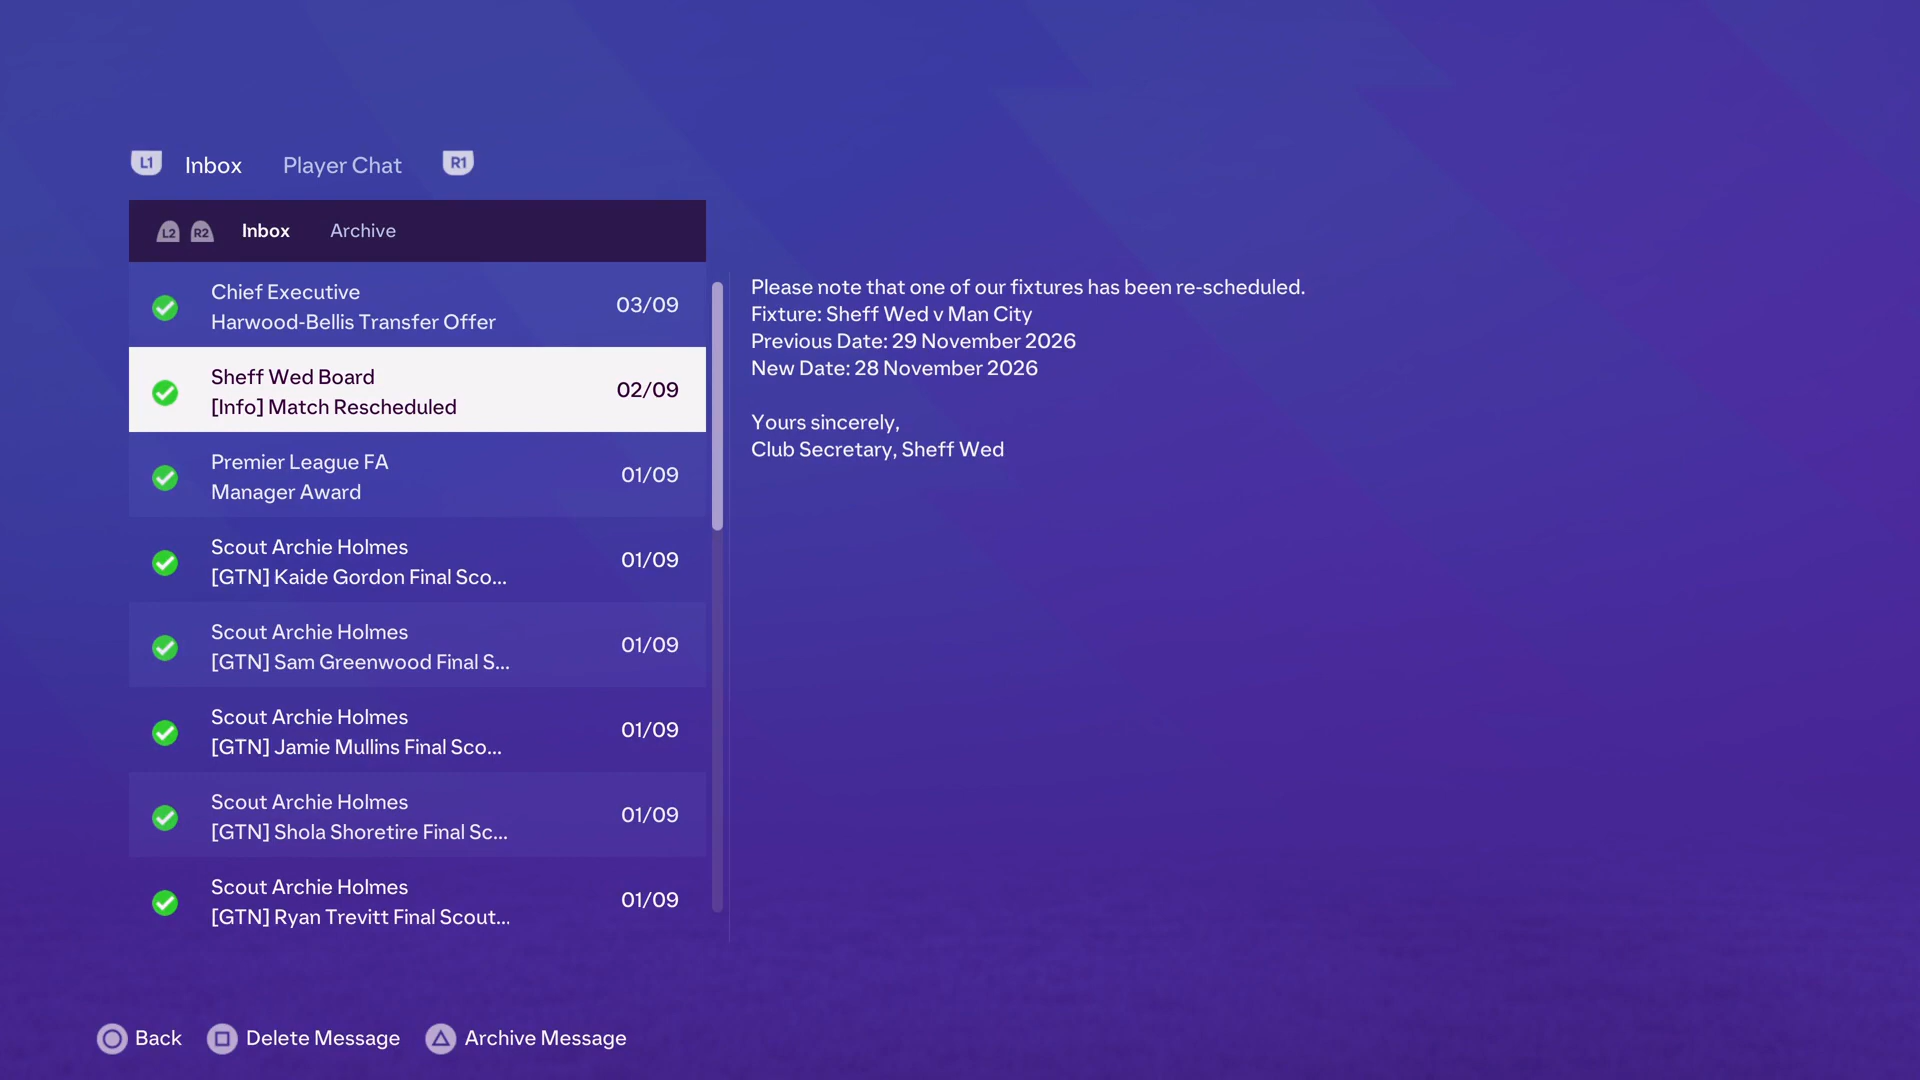 L1 Inbox Player Chat R1
L2 R2 Inbox Archive
Chief Executive
Harwood-Bellis Transfer Offer
03/09
Sheff Wed Board
[Info] Match Rescheduled
02/09
Premier League FA
Manager Award
01/09
Scout Archie Holmes
[GTN] Kaide Gordon Final Sco...
01/09
Scout Archie Holmes
[GTN] Sam Greenwood Final S...
01/09
Scout Archie Holmes
[GTN] Jamie Mullins Final Sco...
01/09
Scout Archie Holmes
[GTN] Shola Shoretire Final Sc...
01/09
Scout Archie Holmes
[GTN] Ryan Trevitt Final Scout...
01/09
Please note that one of our fixtures has been re-scheduled.
Fixture: Sheff Wed v Man City
Previous Date: 29 November 2026
New Date: 28 November 2026
Yours sincerely,
Club Secretary, Sheff Wed
Back Delete Message Archive Message